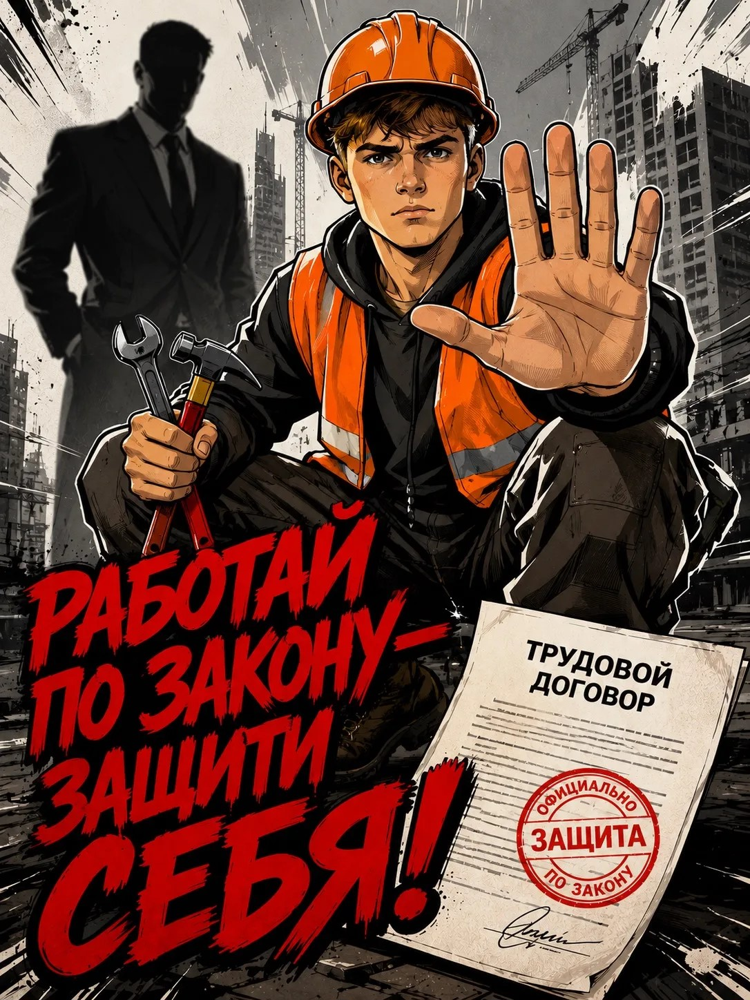 РАБОТАЙ
ПО ЗАКОНУ–
ЗАЩИТИ
СЕБЯ!
ТРУДОВОЙ
ДОГОВОР
ОФИЦИАЛЬНО
ЗАЩИТА
ПО ЗАКОНУ